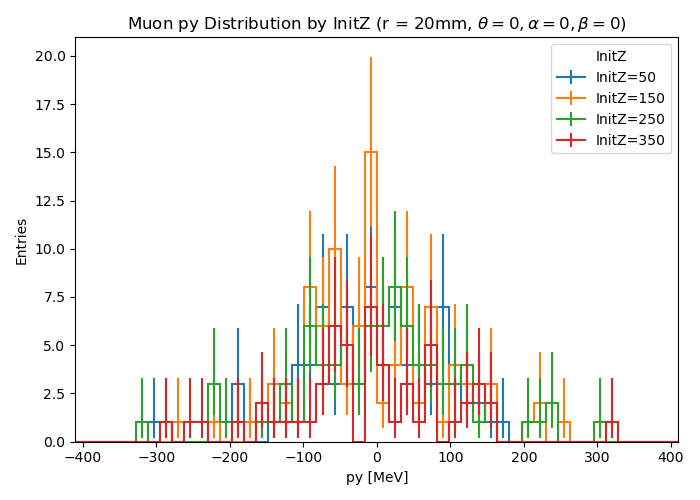 Muon py Distribution by InitZ (r = 20mm, θ = 0, α = 0, β = 0)
20.0
17.5
15.0
12.5
10.0
7.5
5.0
2.5
0.0
Entries
InitZ
InitZ=50
InitZ=150
InitZ=250
InitZ=350
−400 −300 −200 −100 0 100 200 300 400
py [MeV]